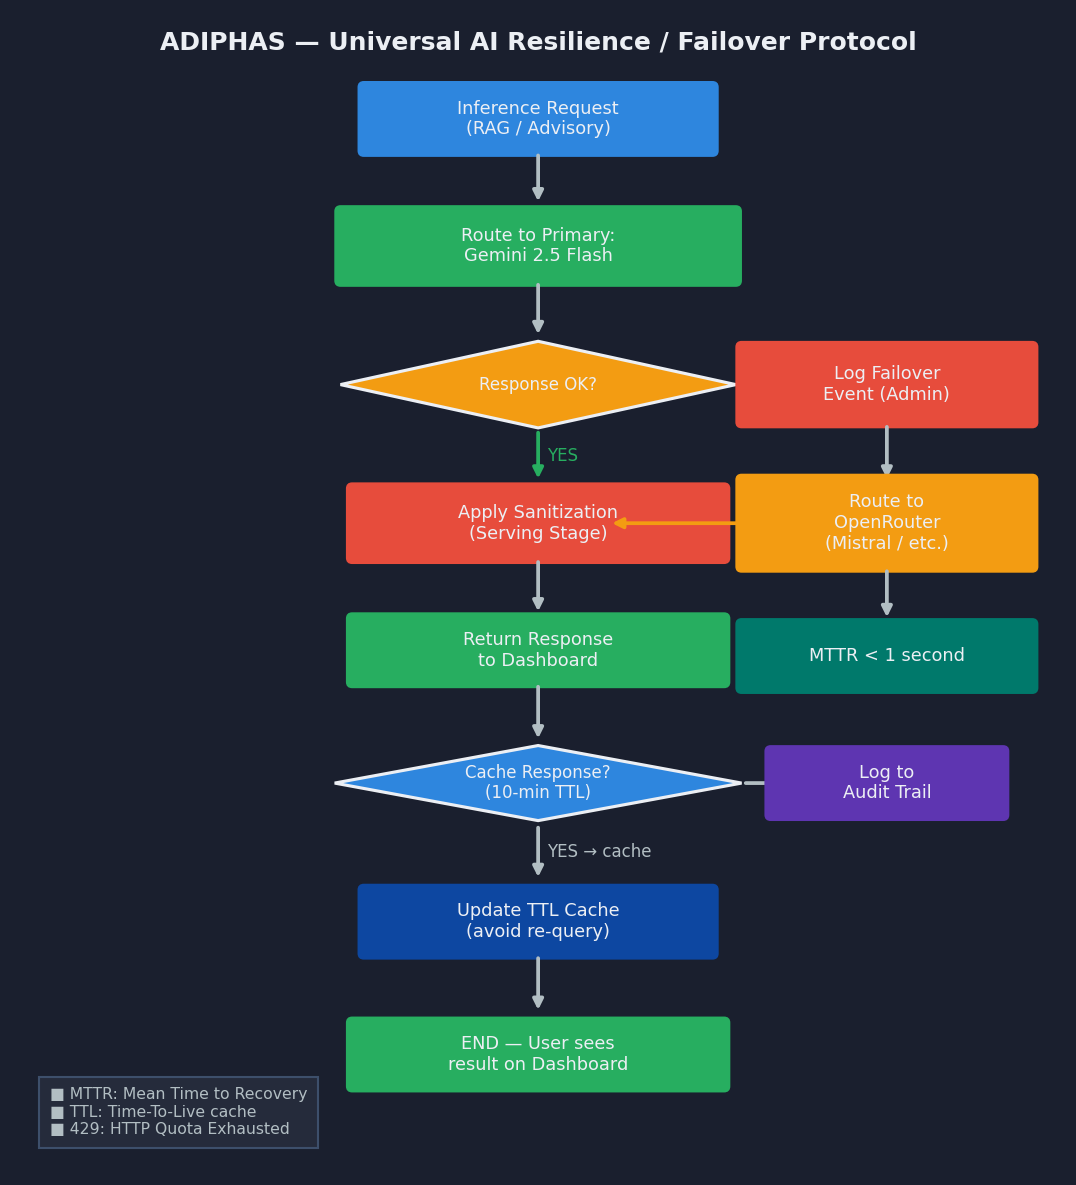 ADIPHAS — Universal AI Resilience / Failover Protocol
Inference Request
(RAG / Advisory)
Route to Primary:
Gemini 2.5 Flash
Response OK?
Log Failover
Event (Admin)
YES
Apply Sanitization
(Serving Stage)
Route to
OpenRouter
(Mistral / etc.)
Return Response
to Dashboard
MTTR < 1 second
Cache Response?
(10-min TTL)
Log to
Audit Trail
YES → cache
Update TTL Cache
(avoid re-query)
END — User sees
result on Dashboard
■ MTTR: Mean Time to Recovery
■ TTL: Time-To-Live cache
■ 429: HTTP Quota Exhausted